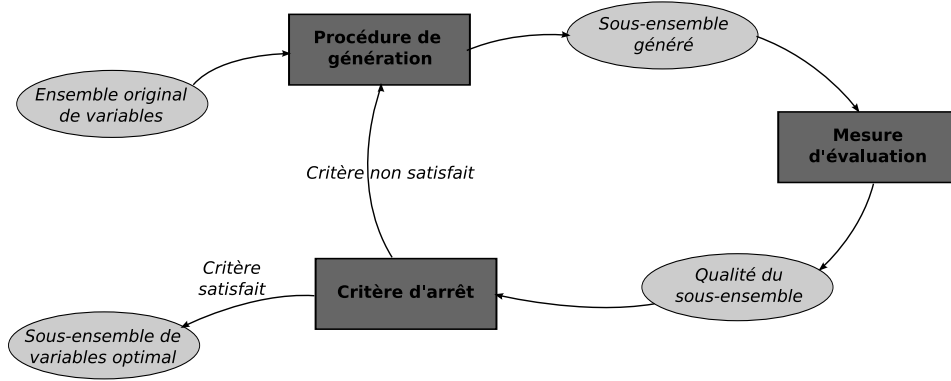 Procédure de
génération
Sous-ensemble
généré
Ensemble original
de variables
Mesure
d'évaluation
Critère non satisfait
Critère
satisfait
Critère d'arrêt
Qualité du
sous-ensemble
Sous-ensemble de
variables optimal